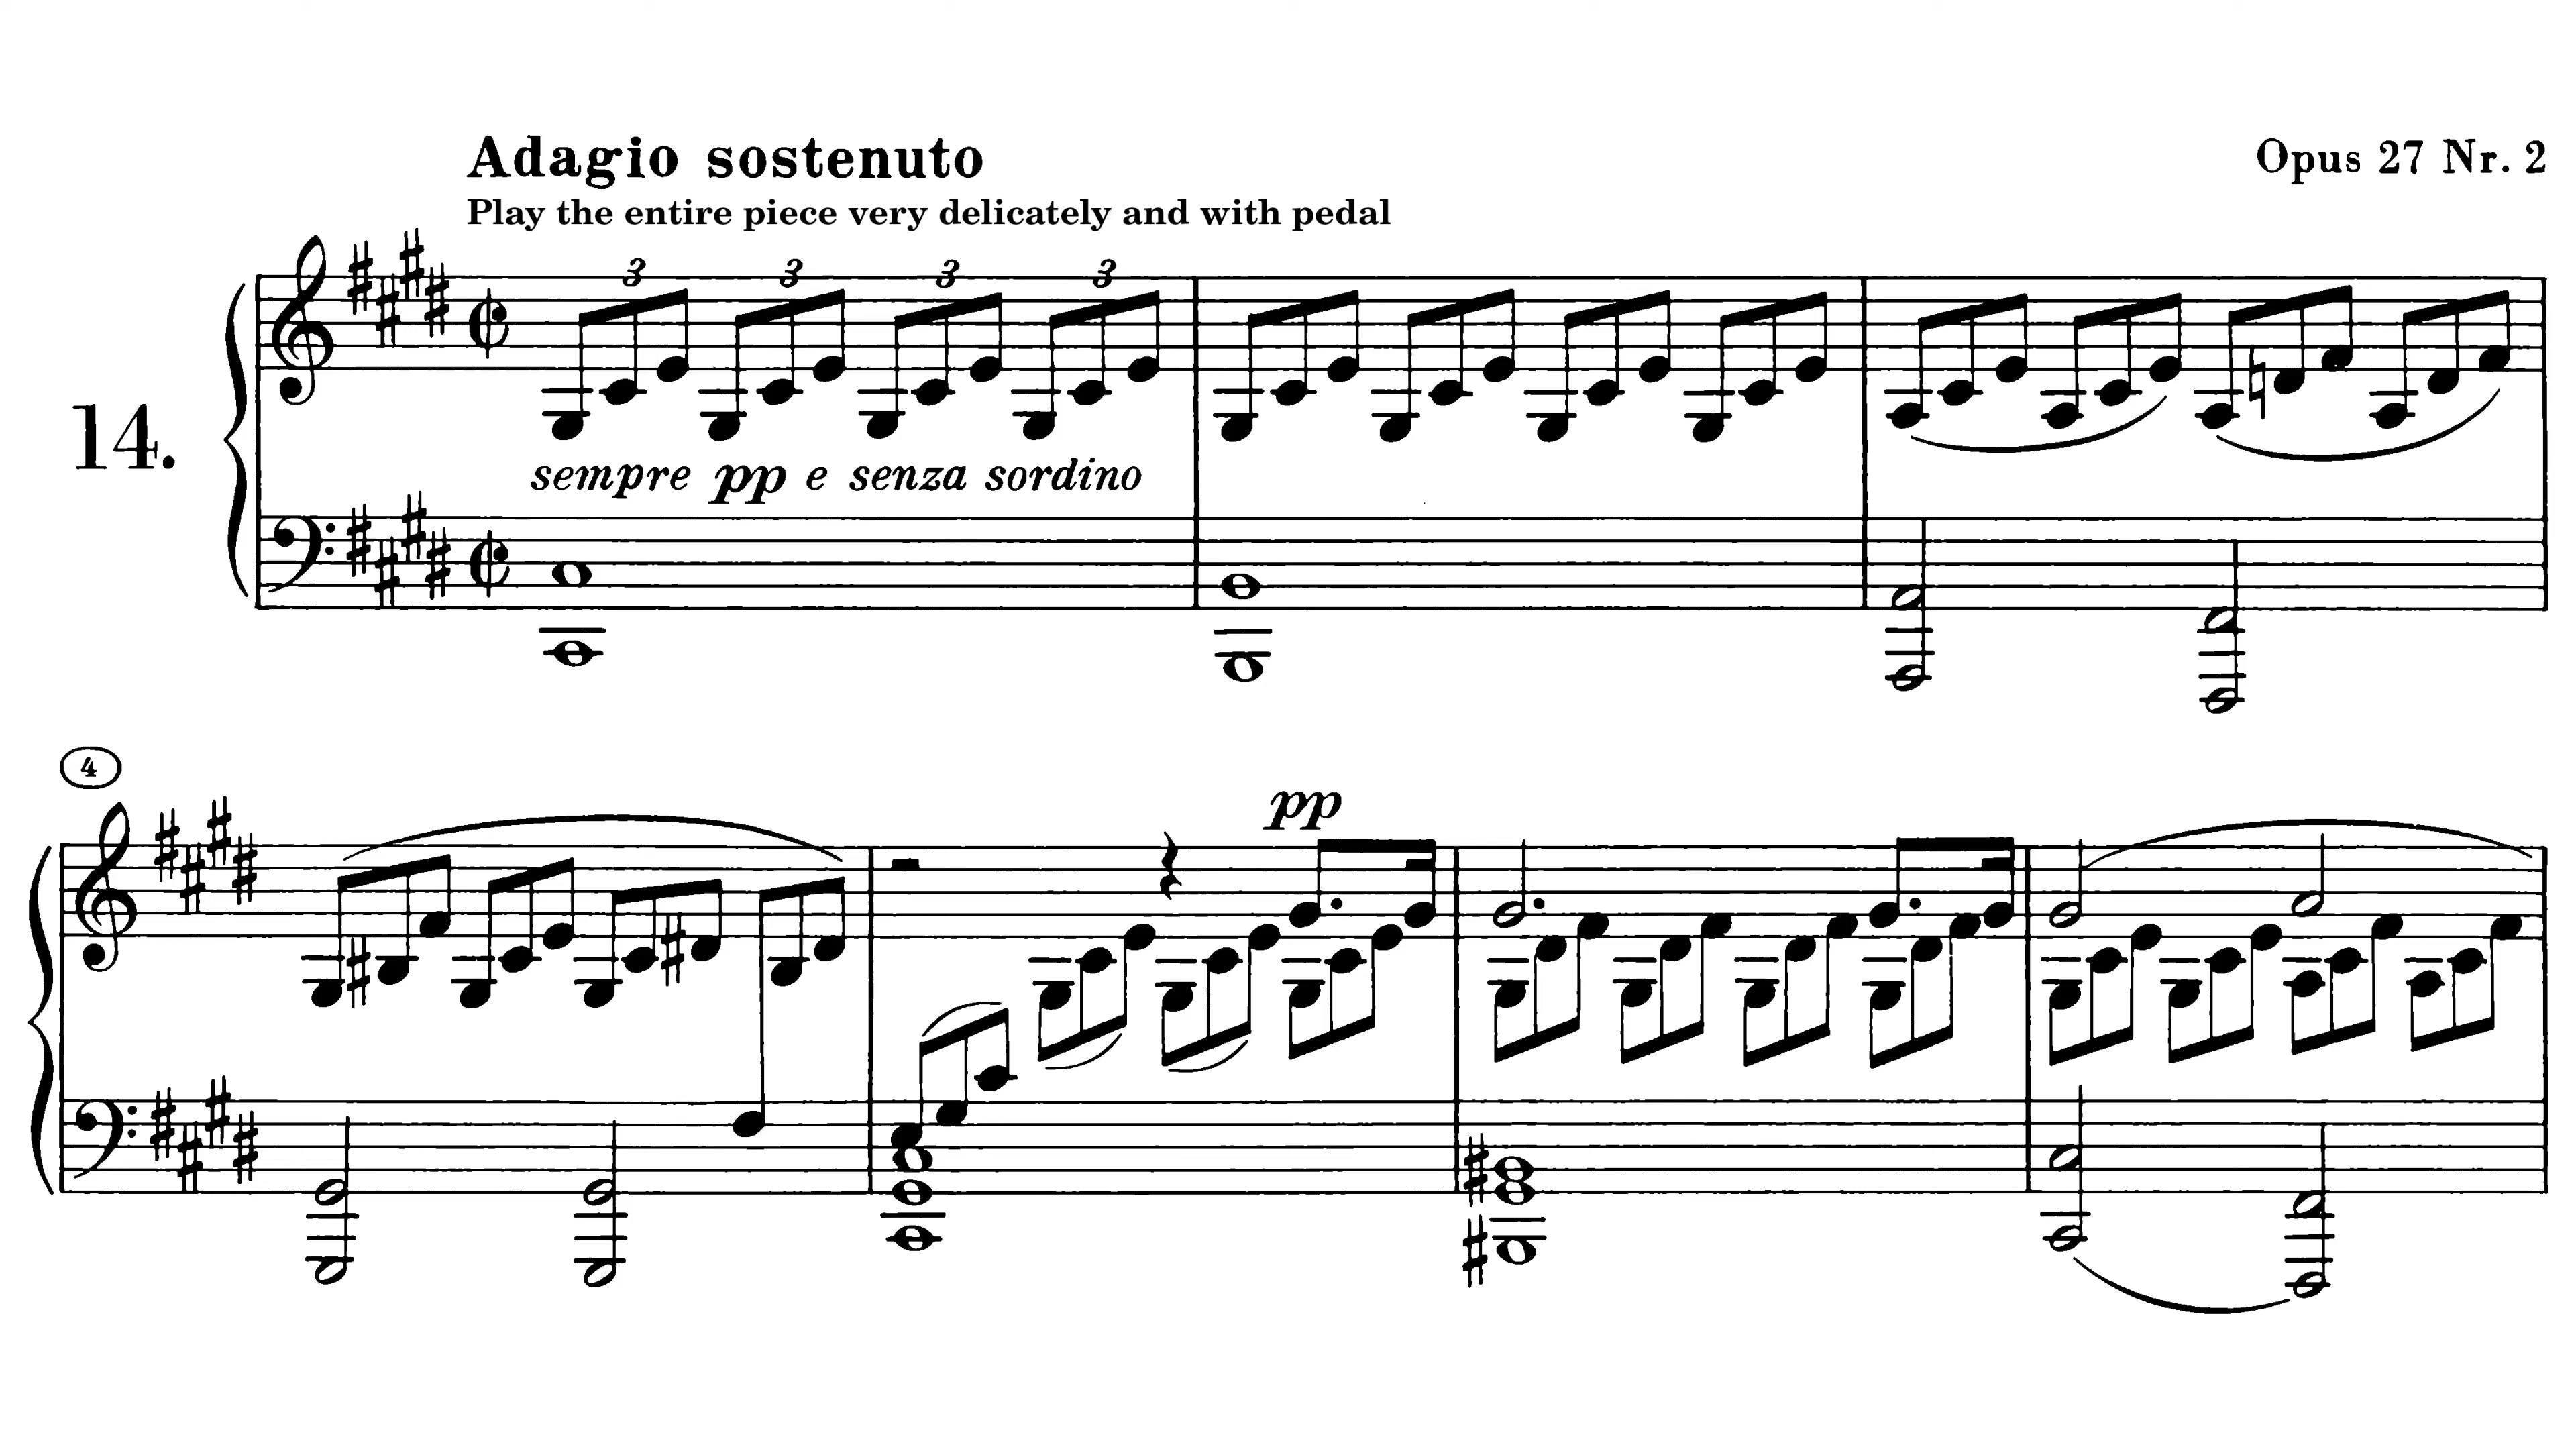 Adagio sostenuto
Opus 27 Nr. 2
Play the entire piece very delicately and with pedal
3 3 3 3
14.
sempre pp e senza sordino
4
pp